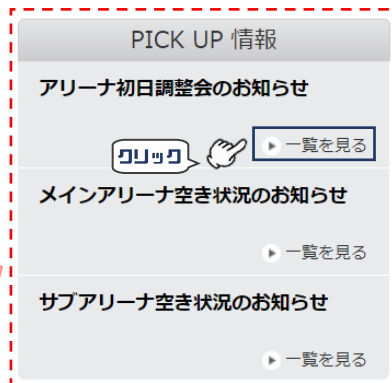 PICK UP 情報
アリーナ初日調整会のお知らせ
クリック
一覧を見る
メインアリーナ空き状況のお知らせ
一覧を見る
サブアリーナ空き状況のお知らせ
一覧を見る